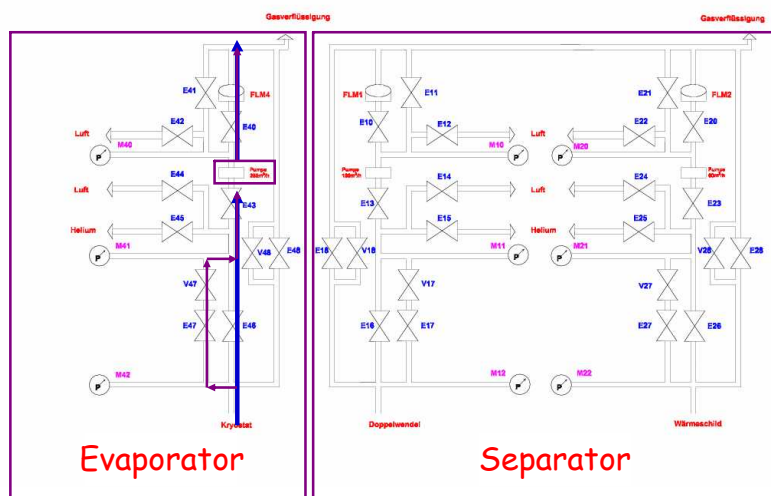 Gasverflüssigung
Gasverflüssigung
E41
FLM4
FLM1
E11
E21
FLM2
E42
E40
E10
E12
E22
E20
Luft
M40
P
Luft
M10
P
Luft
M20
P
E44
Pumpe
E14
E24
Pumpe
Luft
Pumpe
Luft
E43
E13
E23
E45
E15
E25
Helium
Helium
M41
P
V48
E48
E18
V18
M11
P
M21
P
V28
V47
V17
V27
E47
E46
E16
E17
E27
E26
M42
P
M12
P
M22
P
Kryostat
Doppelwendel
Wärmeschild
Evaporator
Separator